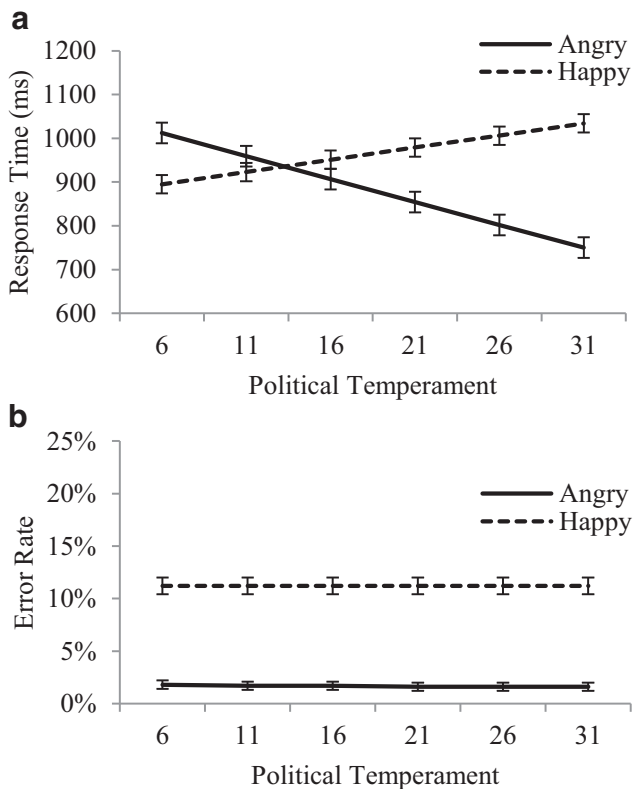 a
1200
1100
1000
900
800
700
600
Response Time (ms)
Angry
Happy
6 11 16 21 26 31
Political Temperament
b
25%
20%
15%
10%
5%
0%
Error Rate
Angry
Happy
6 11 16 21 26 31
Political Temperament